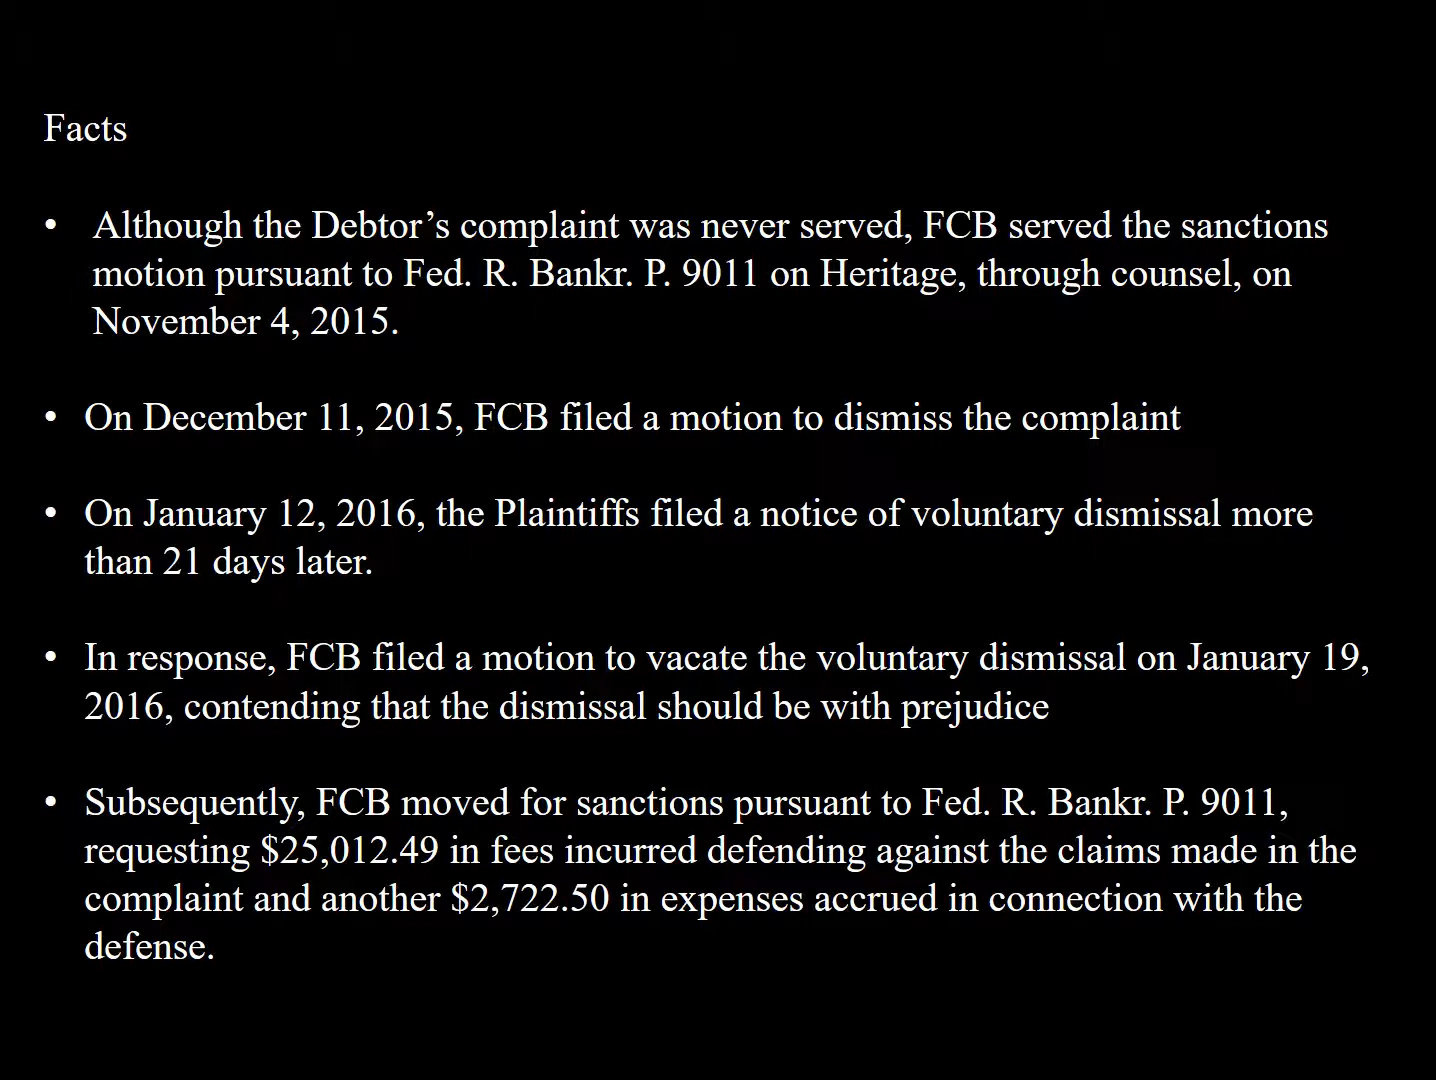 Facts
• Although the Debtor’s complaint was never served, FCB served the sanctions
motion pursuant to Fed. R. Bankr. P. 9011 on Heritage, through counsel, on
November 4, 2015.
• On December 11, 2015, FCB filed a motion to dismiss the complaint
• On January 12, 2016, the Plaintiffs filed a notice of voluntary dismissal more
than 21 days later.
• In response, FCB filed a motion to vacate the voluntary dismissal on January 19,
2016, contending that the dismissal should be with prejudice
• Subsequently, FCB moved for sanctions pursuant to Fed. R. Bankr. P. 9011,
requesting $25,012.49 in fees incurred defending against the claims made in the
complaint and another $2,722.50 in expenses accrued in connection with the
defense.